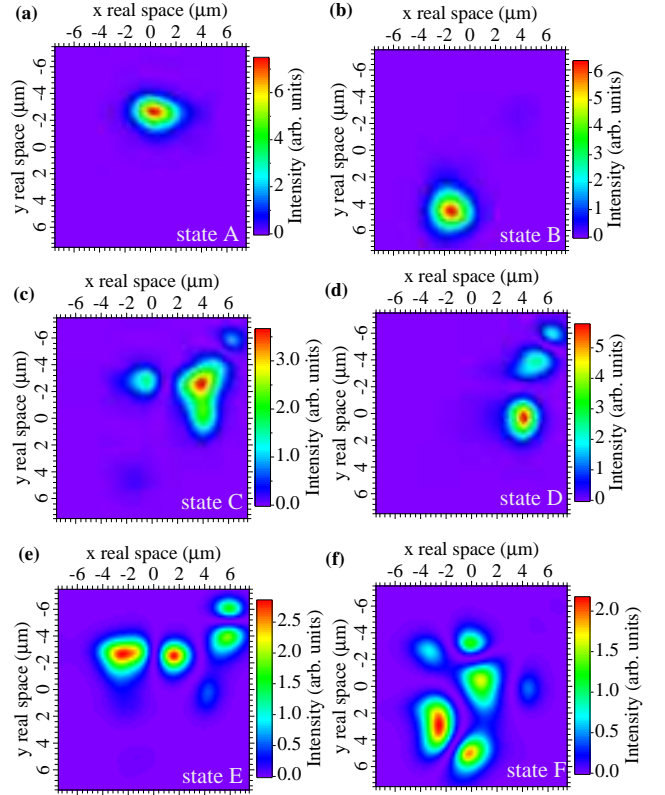 (a)
x real space (μm)
-6 -4 -2 0 2 4 6
y real space (μm)
-6 -4 -2 0 2 4 6
state A
Intensity (arb. units)
6
4
2
0
(b)
x real space (μm)
-6 -4 -2 0 2 4 6
y real space (μm)
-6 -4 -2 0 2 4 6
state B
Intensity (arb. units)
6
5
4
3
2
1
0
(c)
x real space (μm)
-6 -4 -2 0 2 4 6
y real space (μm)
-6 -4 -2 0 2 4 6
state C
Intensity (arb. units)
3.0
2.0
1.0
0.0
(d)
x real space (μm)
-6 -4 -2 0 2 4 6
y real space (μm)
-6 -4 -2 0 2 4 6
state D
Intensity (arb. units)
5
4
3
2
1
0
(e)
x real space (μm)
-6 -4 -2 0 2 4 6
y real space (μm)
-6 -4 -2 0 2 4 6
state E
Intensity (arb. units)
2.5
2.0
1.5
1.0
0.5
0.0
(f)
x real space (μm)
-6 -4 -2 0 2 4 6
y real space (μm)
-6 -4 -2 0 2 4 6
state F
Intensity (arb. units)
2.0
1.5
1.0
0.5
0.0